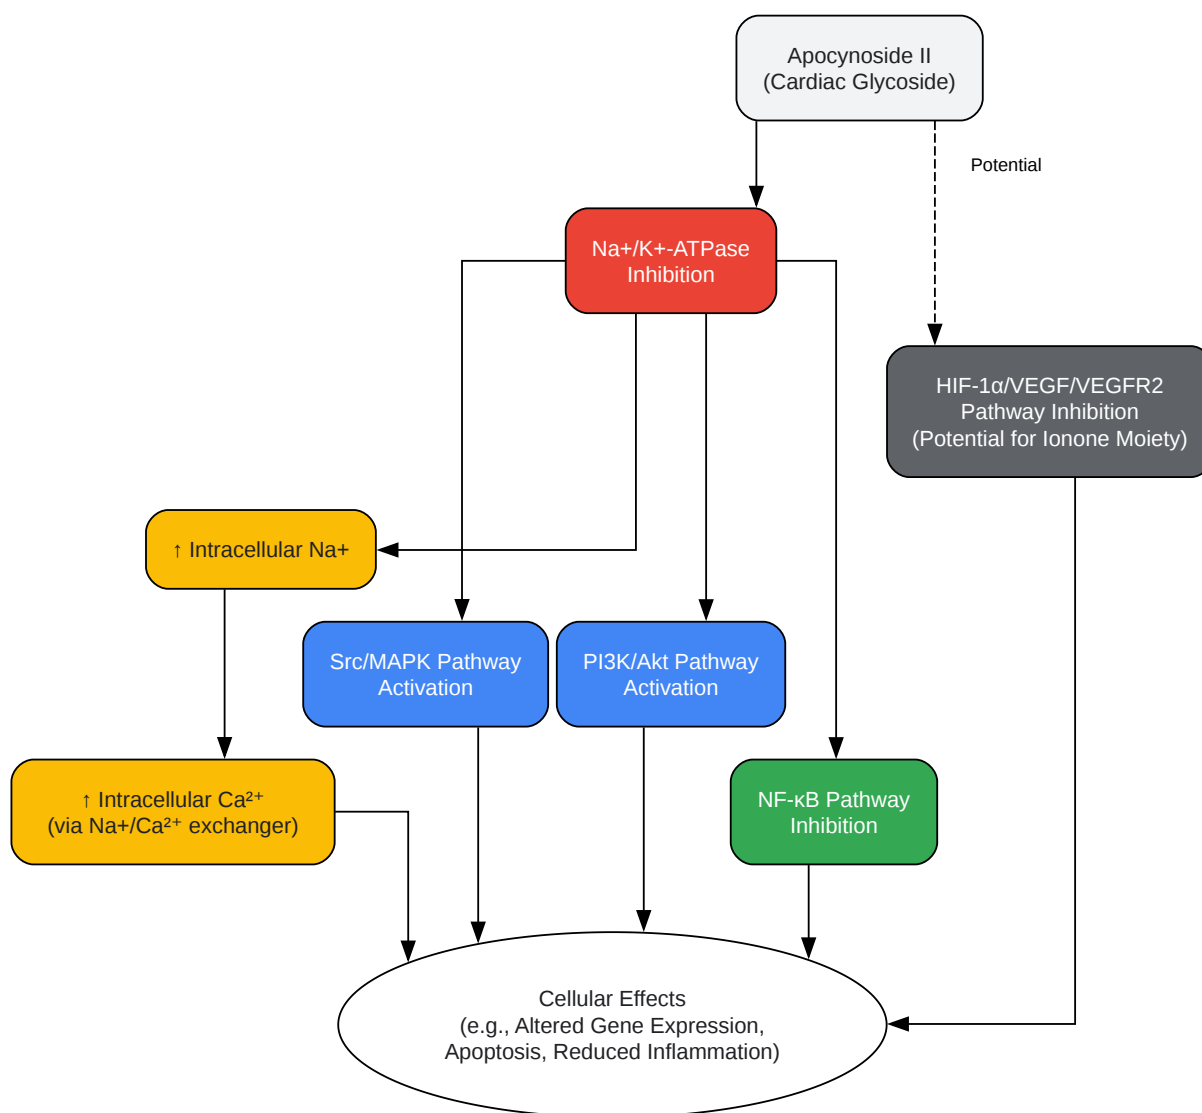 Apocynoside II
(Cardiac Glycoside)
Potential
Na+/K+-ATPase
Inhibition
HIF-1α/VEGF/VEGFR2
Pathway Inhibition
(Potential for Ionone Moiety)
↑ Intracellular Na+
Src/MAPK Pathway
Activation
PI3K/Akt Pathway
Activation
↑ Intracellular Ca²⁺
(via Na+/Ca²⁺ exchanger)
NF-κB Pathway
Inhibition
Cellular Effects
(e.g., Altered Gene Expression,
Apoptosis, Reduced Inflammation)